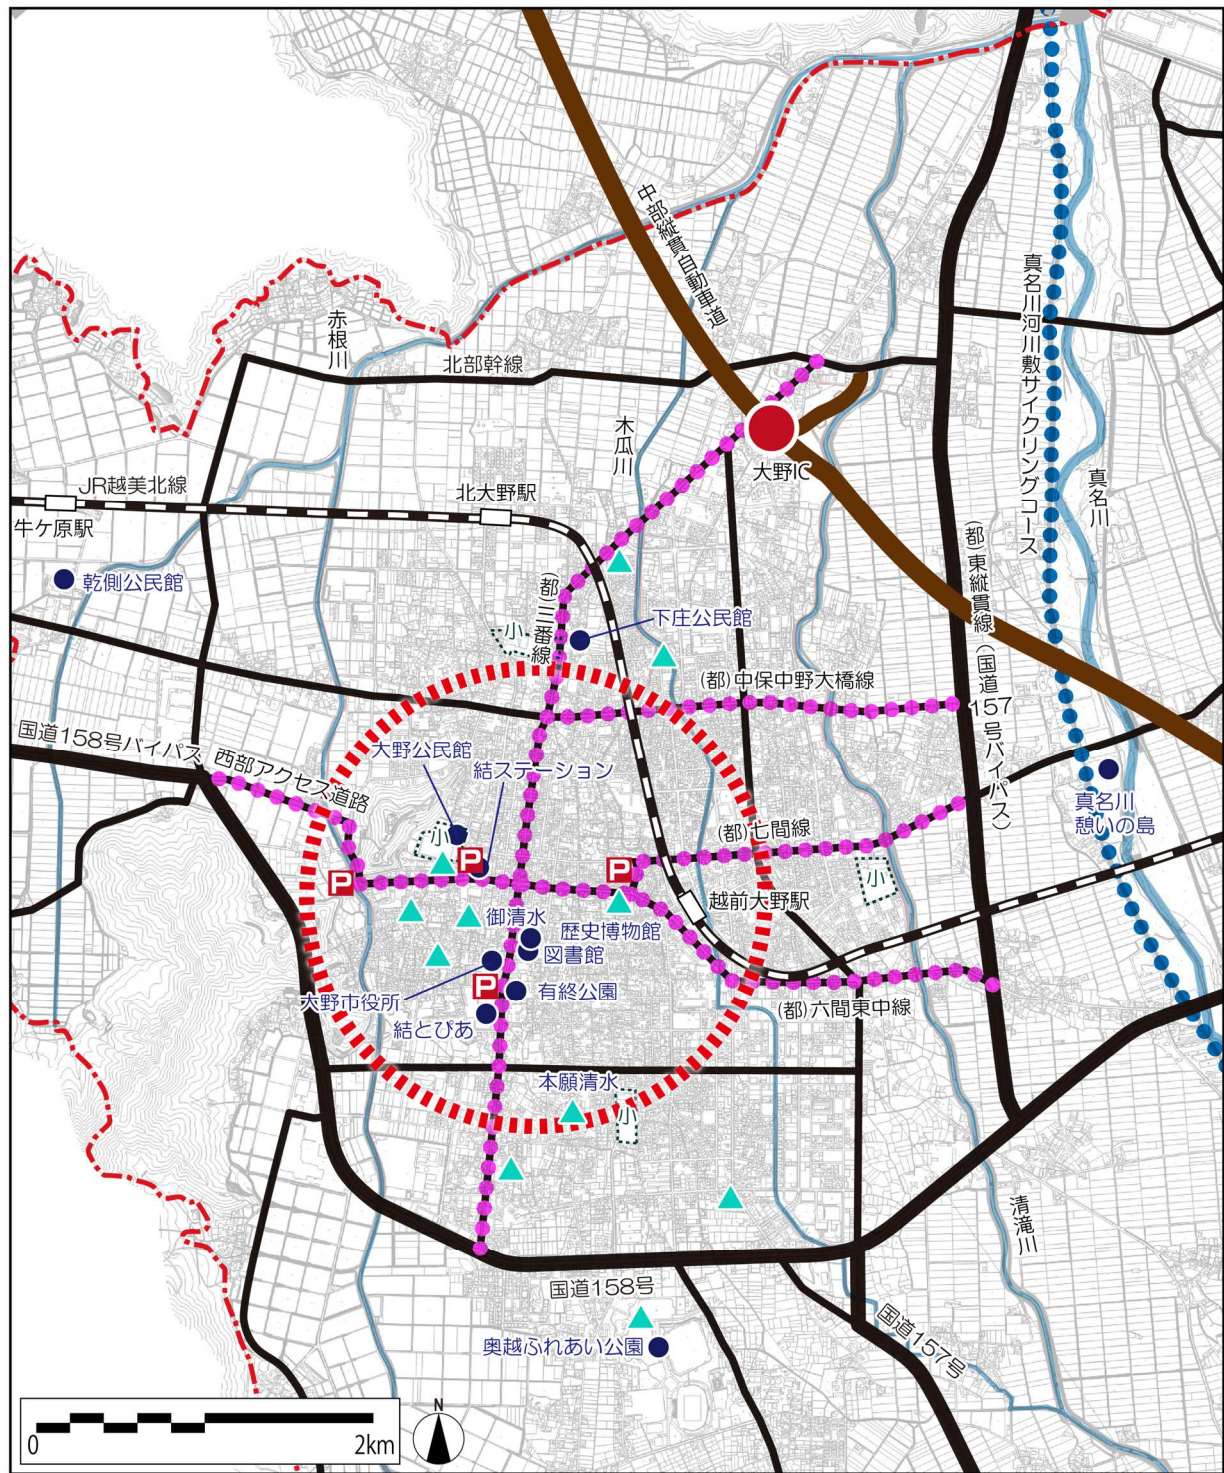 中部縦貫自動車道
赤根川
北部幹線
真名川河川敷サイクリングコース
木瓜川
大野IC
JR越美北線
北大野駅
牛ケ原駅
真名川
乾側公民館
(都)三番線
小
下庄公民館
(都)東縦貫線(国道157号バイパス)
(都)中保中野大橋線
国道158号バイパス
西部アクセス道路
大野公民館
結ステーション
真名川
憩いの島
(都)七間線
小
P
P
P
小
越前大野駅
御清水
歴史博物館
図書館
大野市役所
P
有終公園
結とぴあ
(都)六間東中線
本願清水
小
清滝川
国道158号
国道157号
奥越ふれあい公園
0
2km
N